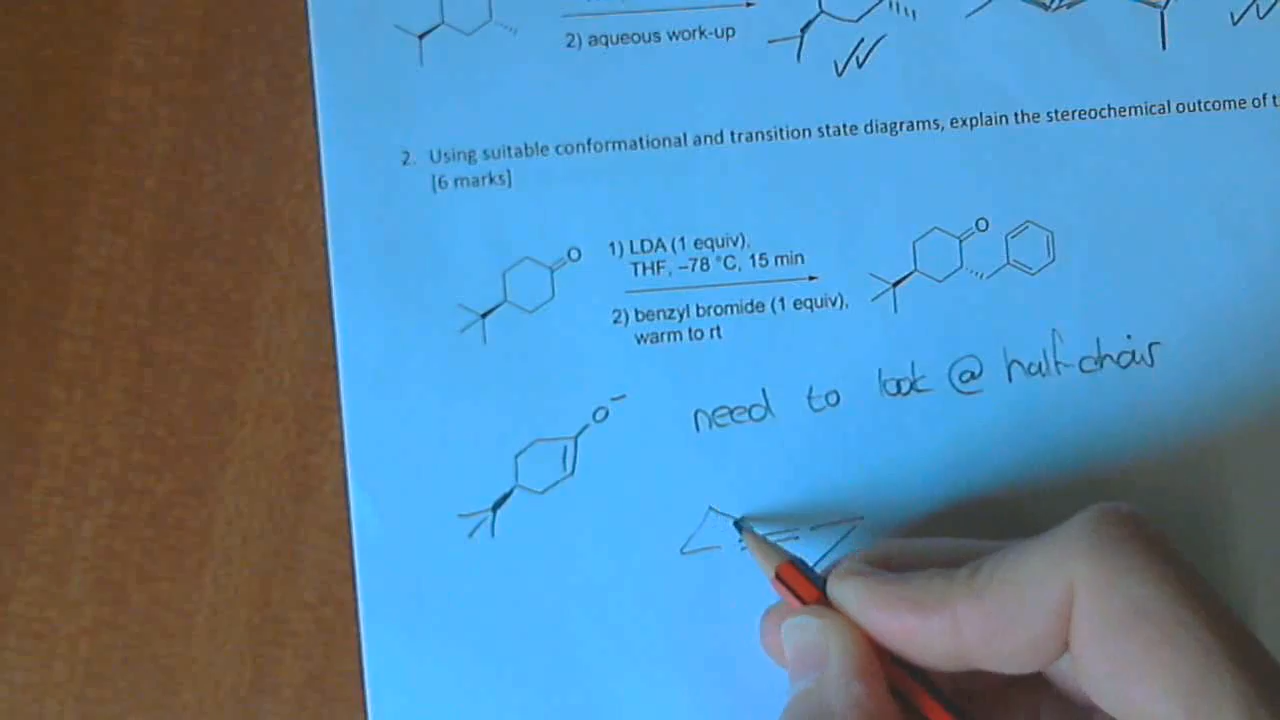 2) aqueous work-up
2. Using suitable conformational and transition state diagrams, explain the stereochemical outcome of t
[6 marks]
O
1) LDA (1 equiv),
THF, –78 °C, 15 min
2) benzyl bromide (1 equiv),
warm to rt
O
need to look @ half-chair
O−